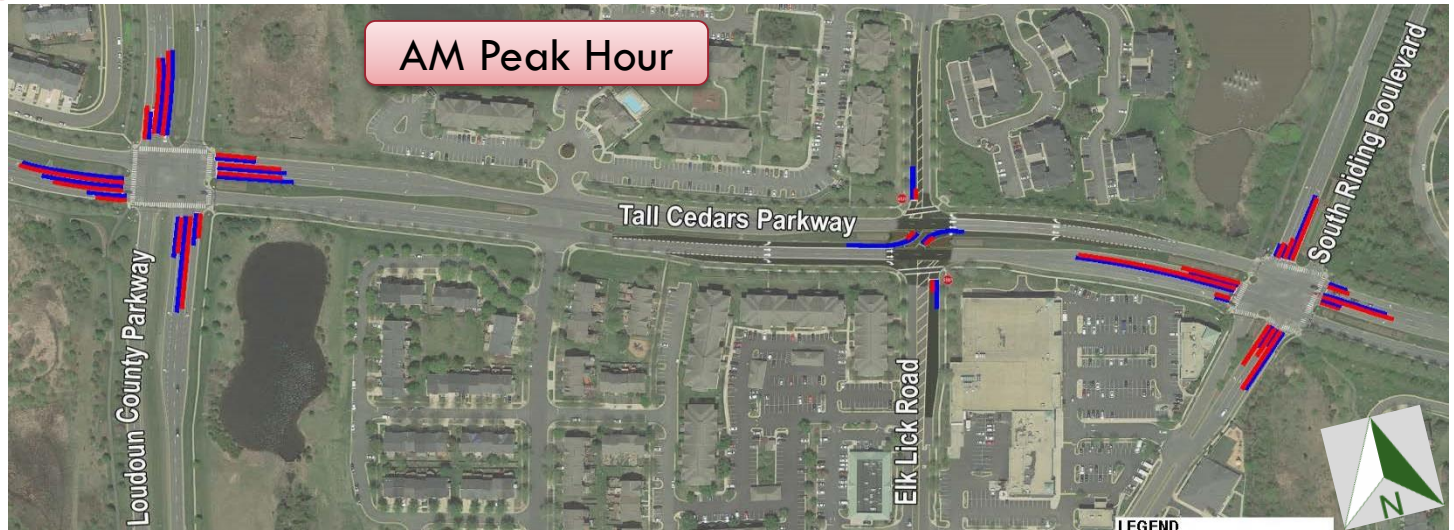 AM Peak Hour
Tall Cedars Parkway
South Riding Boulevard
Loudoun County Parkway
Elk Lick Road
N
LEGEND